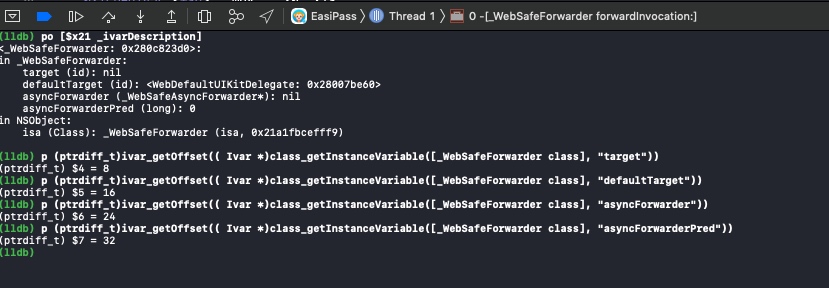 EasiPass 〉 Thread 1 〉 0 -[_WebSafeForwarder forwardInvocation:]
(lldb) po [$x21 _ivarDescription]
<_WebSafeForwarder: 0x280c823d0>:
in _WebSafeForwarder:
    target (id): nil
    defaultTarget (id): <WebDefaultUIKitDelegate: 0x28007be60>
    asyncForwarder (_WebSafeAsyncForwarder*): nil
    asyncForwarderPred (long): 0
in NSObject:
    isa (Class): _WebSafeForwarder (isa, 0x21a1fbcefff9)
(lldb) p (ptrdiff_t)ivar_getOffset(( Ivar *)class_getInstanceVariable([_WebSafeForwarder class], "target"))
(ptrdiff_t) $4 = 8
(lldb) p (ptrdiff_t)ivar_getOffset(( Ivar *)class_getInstanceVariable([_WebSafeForwarder class], "defaultTarget"))
(ptrdiff_t) $5 = 16
(lldb) p (ptrdiff_t)ivar_getOffset(( Ivar *)class_getInstanceVariable([_WebSafeForwarder class], "asyncForwarder"))
(ptrdiff_t) $6 = 24
(lldb) p (ptrdiff_t)ivar_getOffset(( Ivar *)class_getInstanceVariable([_WebSafeForwarder class], "asyncForwarderPred"))
(ptrdiff_t) $7 = 32
(lldb)